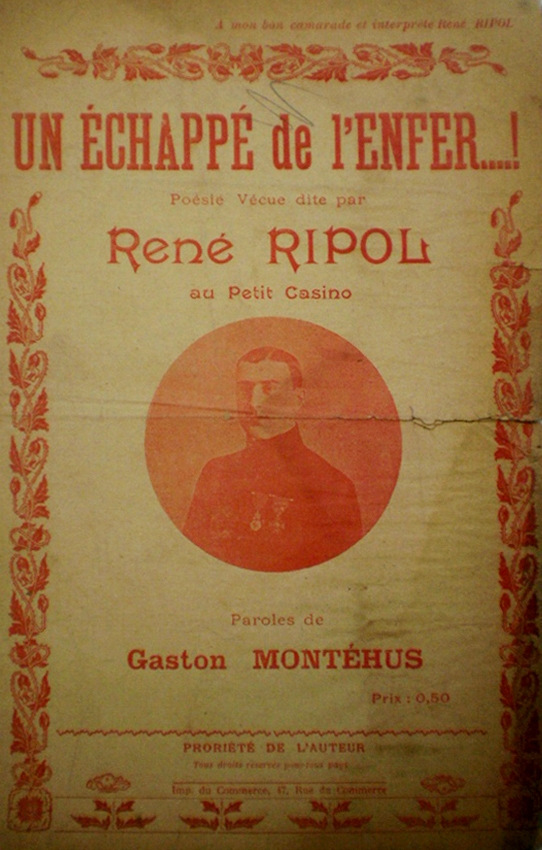 A mon bon camarade et interprète René RIPOL
UN ÉCHAPPÉ de l'ENFER.....!
Poésie Vécue dite par
René RIPOL
au Petit Casino
Paroles de
Gaston MONTÉHUS
Prix : 0,50
PRORIÉTÉ DE L'AUTEUR
Tous droits réservés pour tous pays
Imp. du Commerce, 47, Rue du Commerce